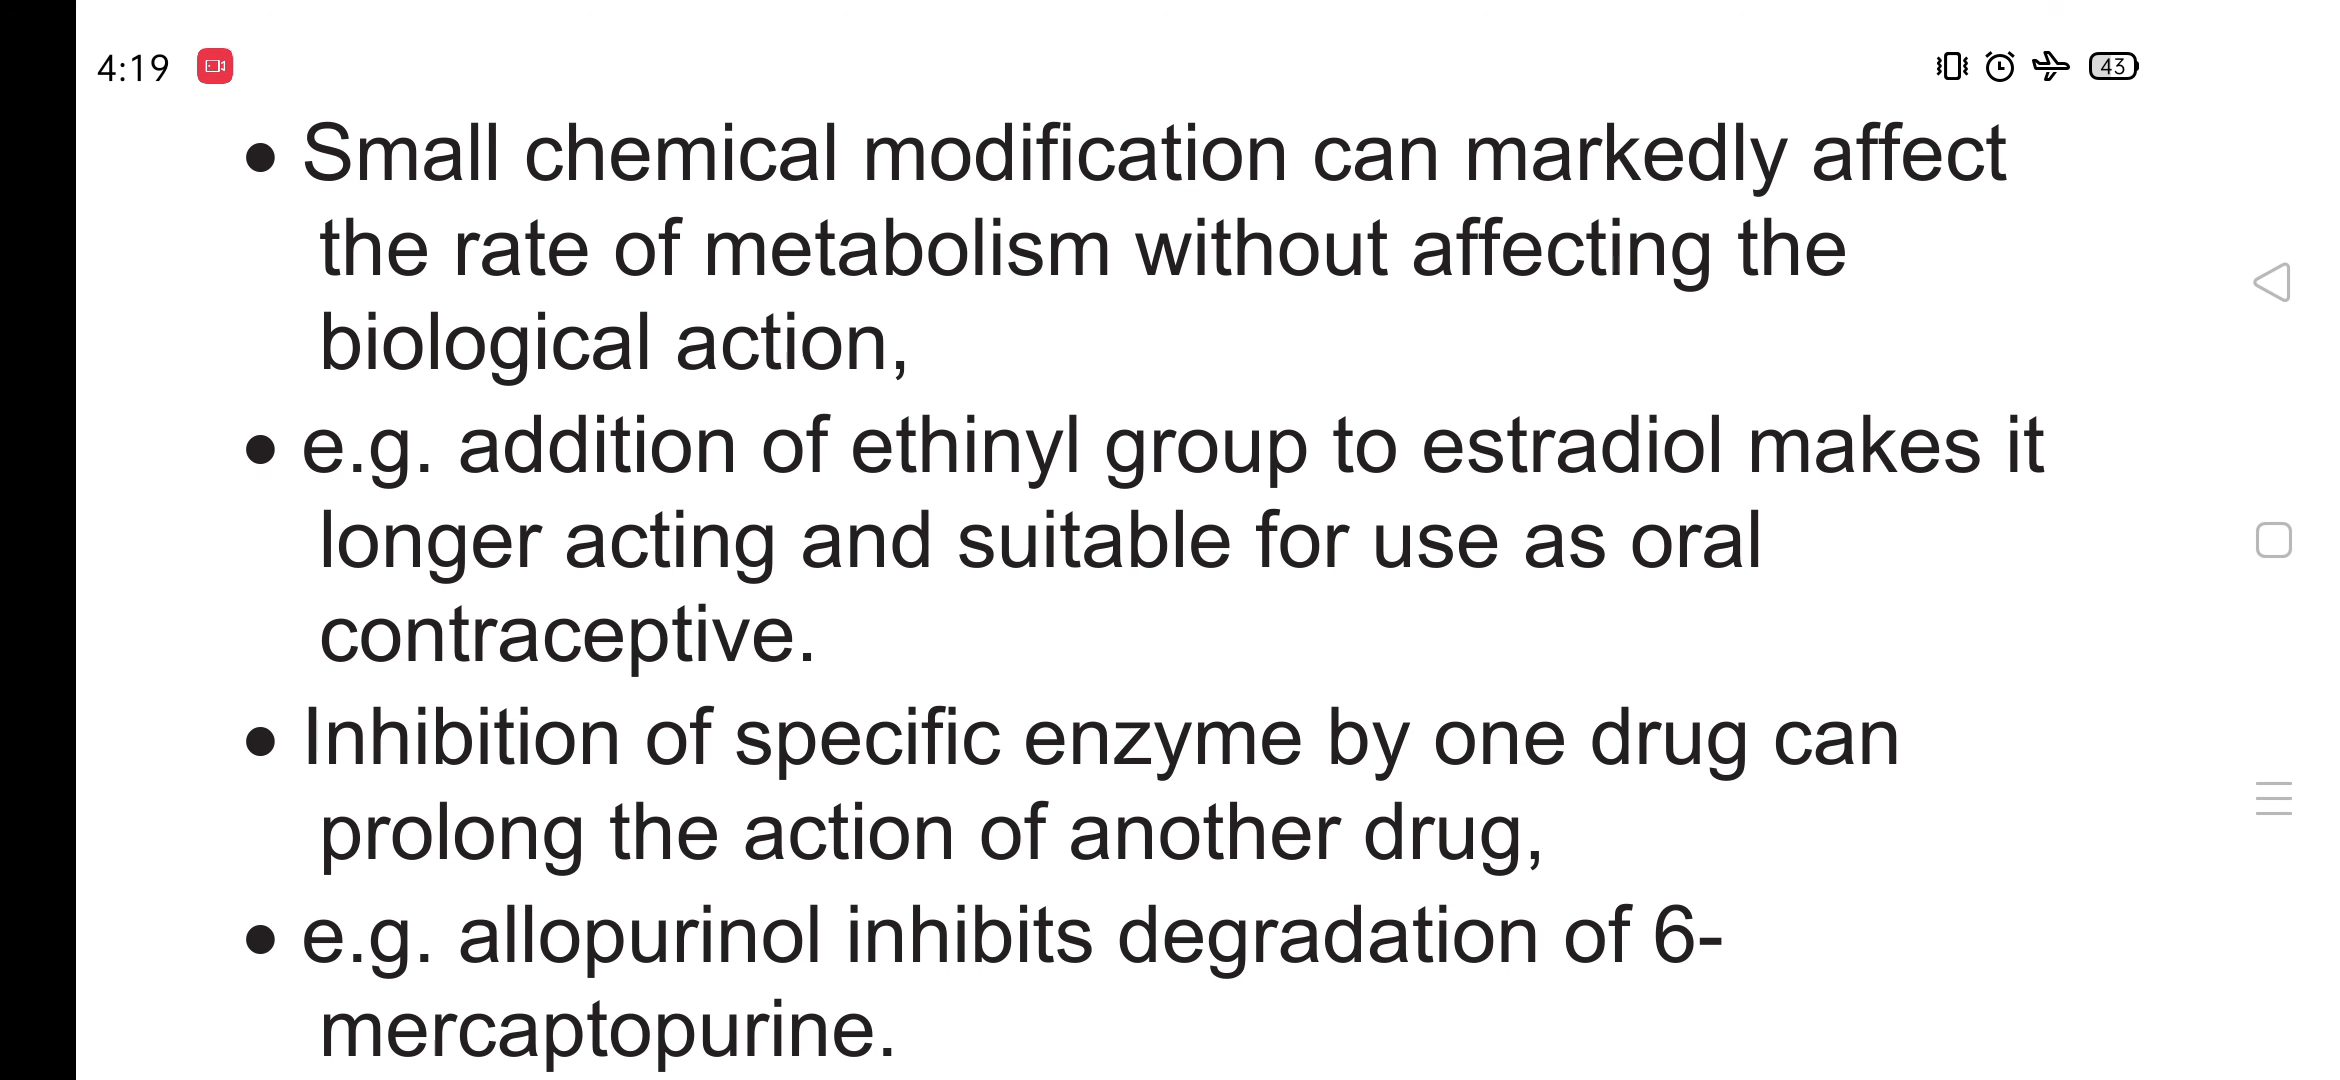 4:19
43
• Small chemical modification can markedly affect
the rate of metabolism without affecting the
biological action,
• e.g. addition of ethinyl group to estradiol makes it
longer acting and suitable for use as oral
contraceptive.
• Inhibition of specific enzyme by one drug can
prolong the action of another drug,
• e.g. allopurinol inhibits degradation of 6-
mercaptopurine.